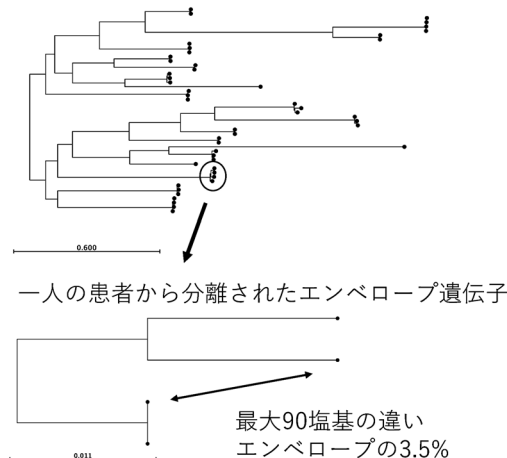 0.600
一人の患者から分離されたエンベロープ遺伝子
最大90塩基の違い
エンベロープの3.5%
0.011